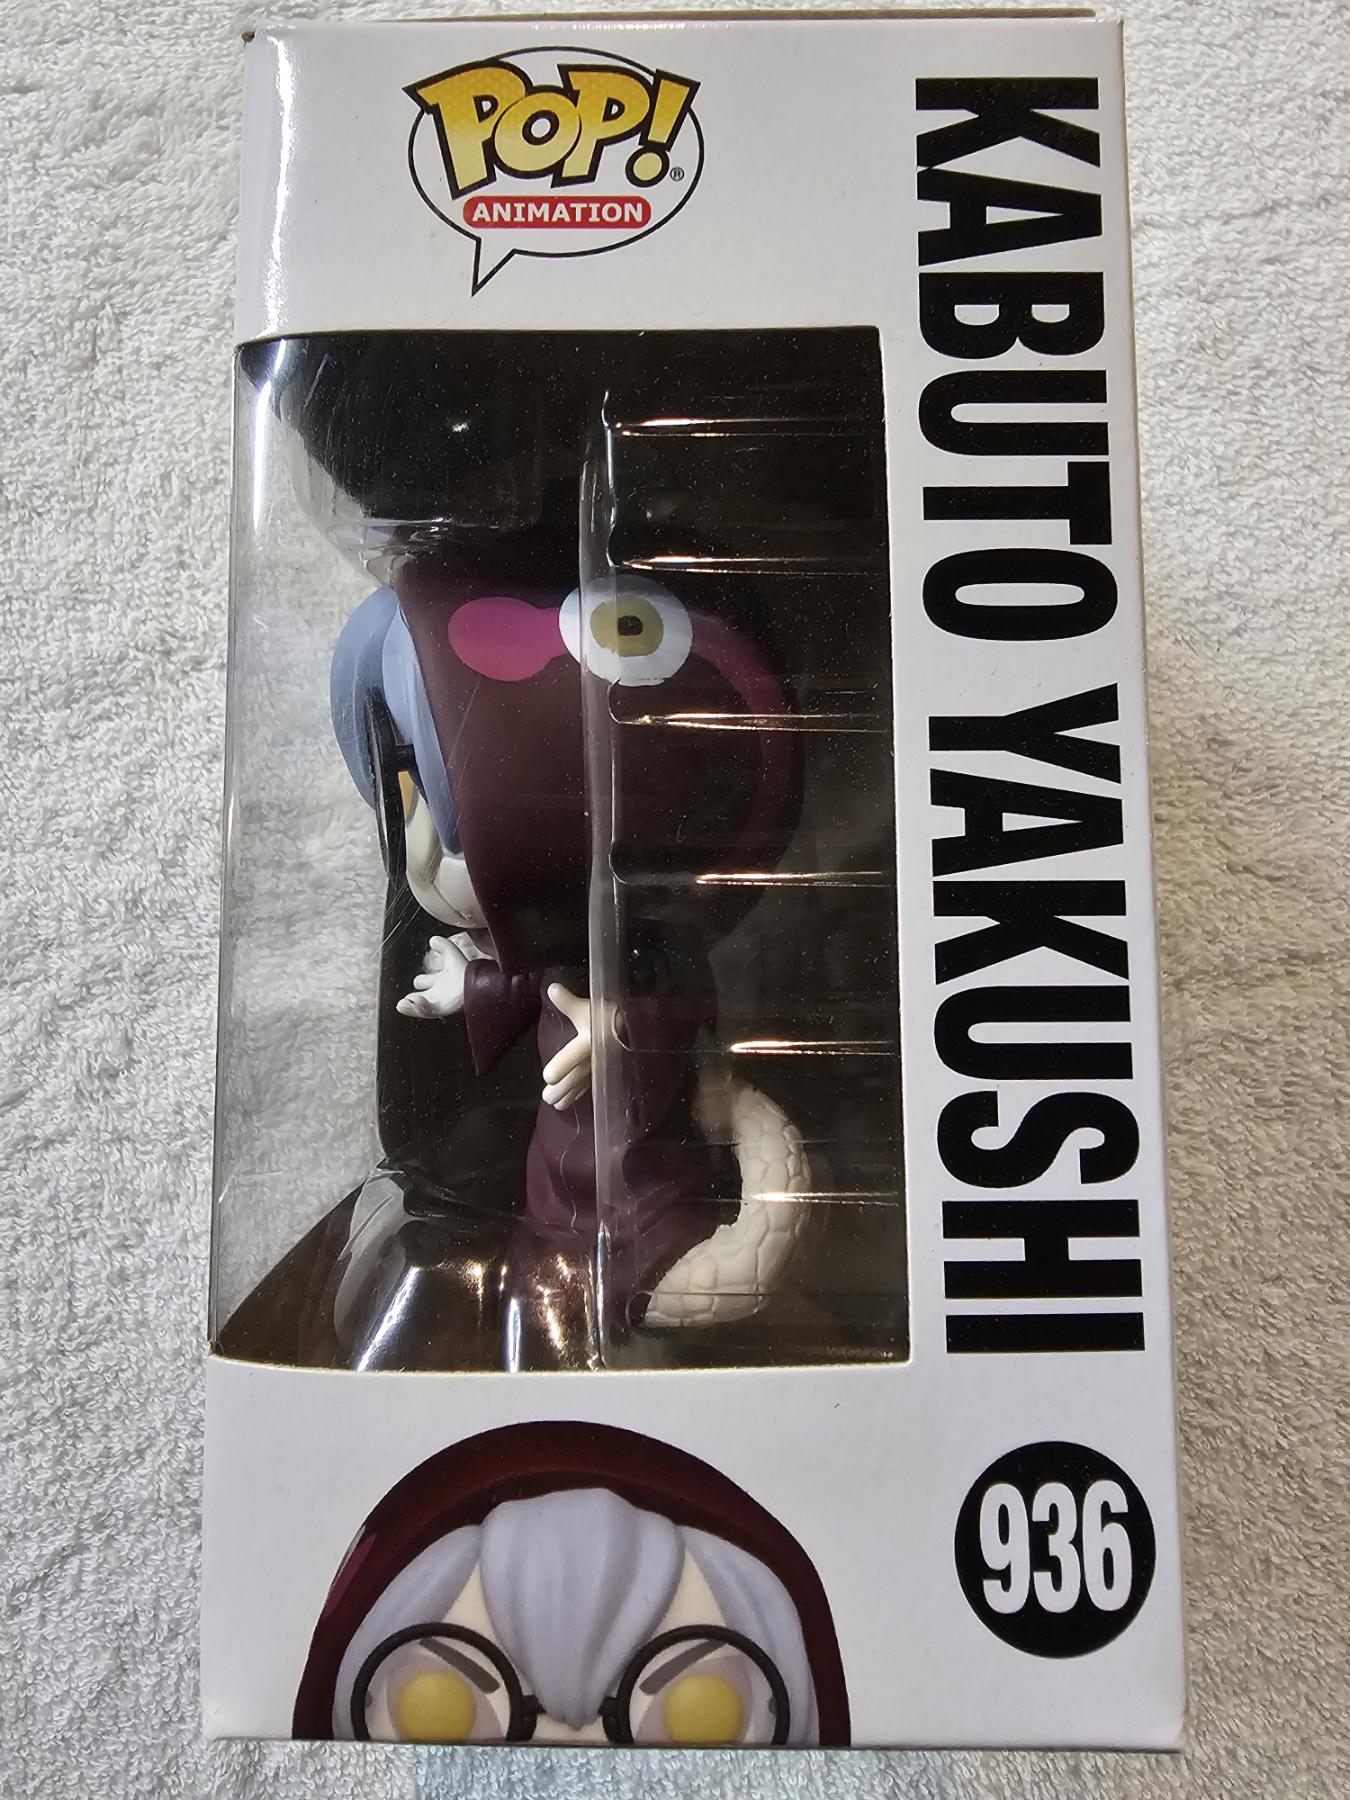 POP!®
ANIMATION
KABUTO YAKUSHI
936